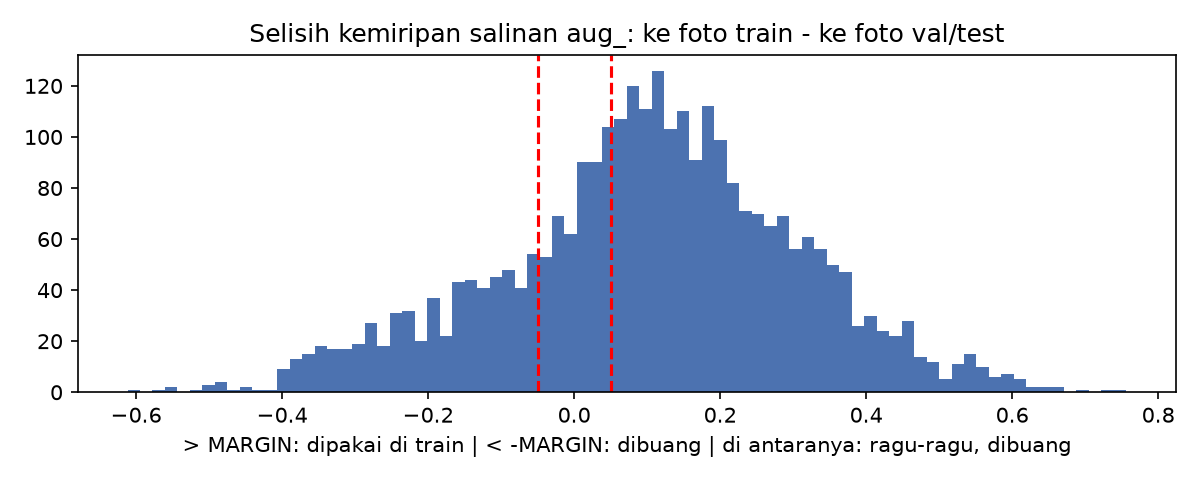 Selisih kemiripan salinan aug_: ke foto train - ke foto val/test
120
100
80
60
40
20
0
−0.6 −0.4 −0.2 0.0 0.2 0.4 0.6 0.8
> MARGIN: dipakai di train | < -MARGIN: dibuang | di antaranya: ragu-ragu, dibuang